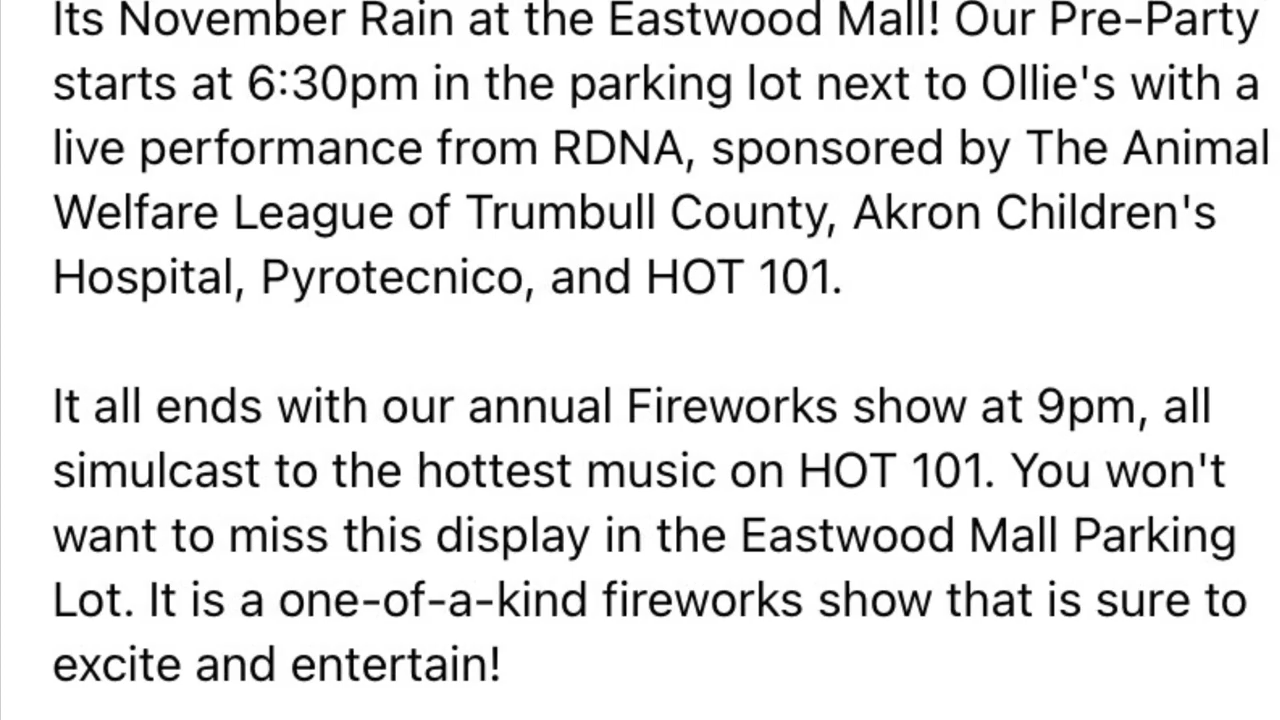 Its November Rain at the Eastwood Mall! Our Pre-Party
starts at 6:30pm in the parking lot next to Ollie's with a
live performance from RDNA, sponsored by The Animal
Welfare League of Trumbull County, Akron Children's
Hospital, Pyrotecnico, and HOT 101.
It all ends with our annual Fireworks show at 9pm, all
simulcast to the hottest music on HOT 101. You won't
want to miss this display in the Eastwood Mall Parking
Lot. It is a one-of-a-kind fireworks show that is sure to
excite and entertain!